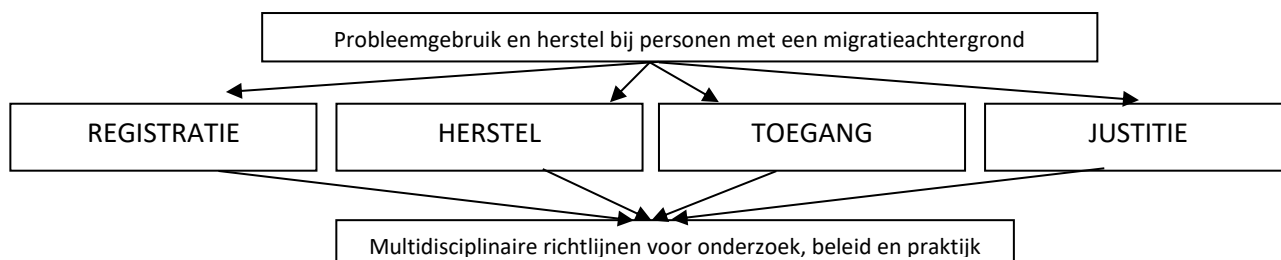 Probleemgebruik en herstel bij personen met een migratieachtergrond
REGISTRATIE
HERSTEL
TOEGANG
JUSTITIE
Multidisciplinaire richtlijnen voor onderzoek, beleid en praktijk